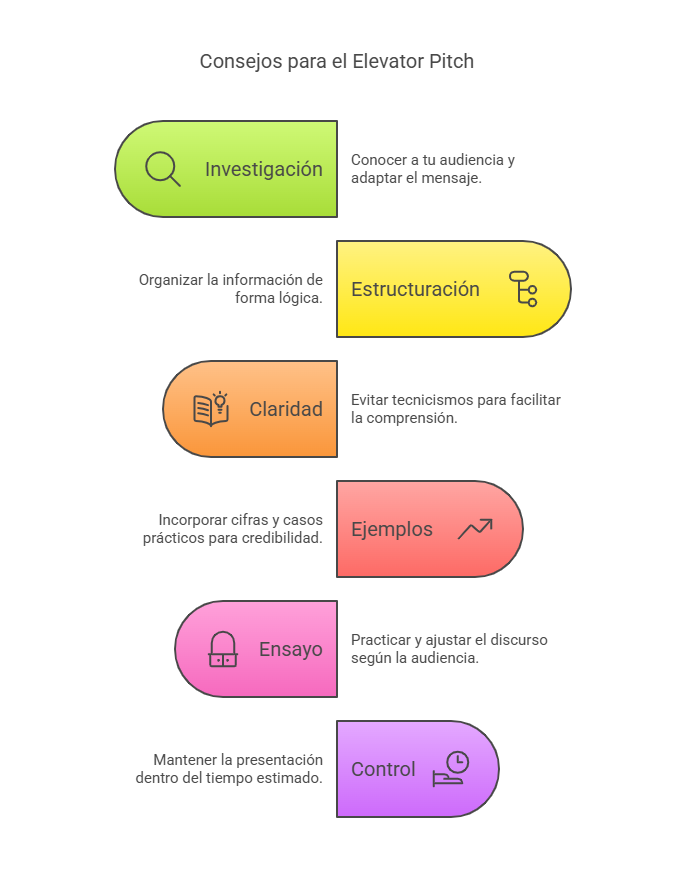 Consejos para el Elevator Pitch
Investigación
Conocer a tu audiencia y
adaptar el mensaje.
Organizar la información de
forma lógica.
Estructuración
Claridad
Evitar tecnicismos para facilitar
la comprensión.
Incorporar cifras y casos
prácticos para credibilidad.
Ejemplos
Ensayo
Practicar y ajustar el discurso
según la audiencia.
Mantener la presentación
dentro del tiempo estimado.
Control